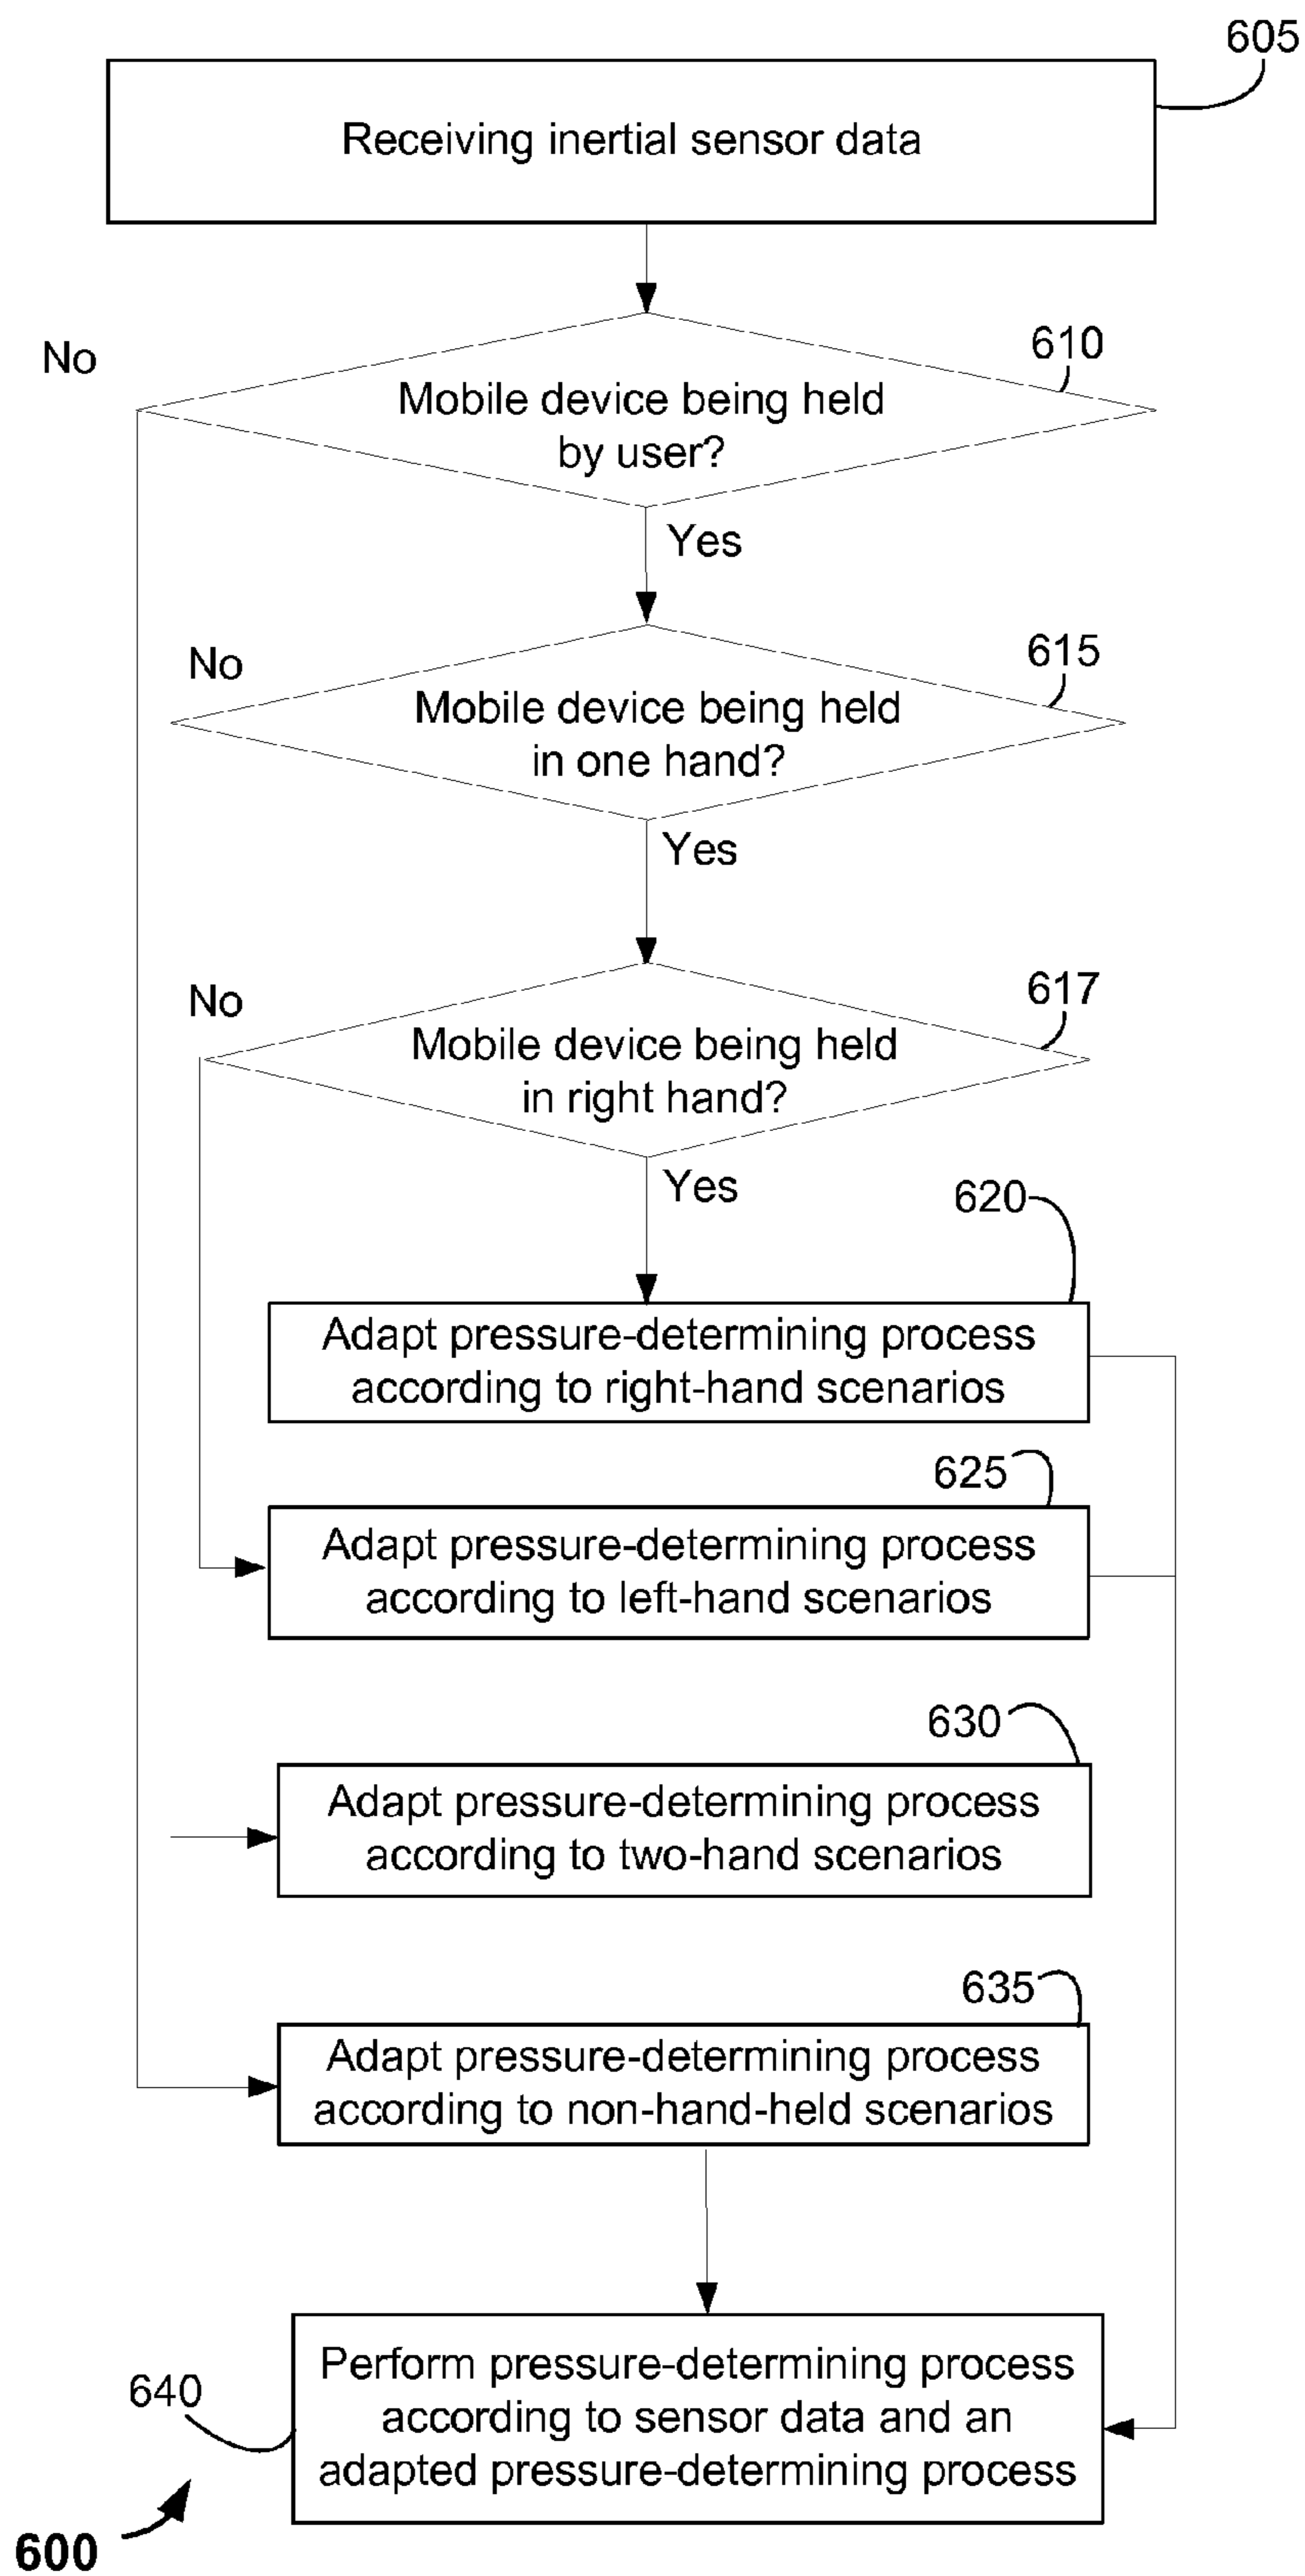 605
Receiving inertial sensor data
No
610
Mobile device being held
by user?
Yes
No
615
Mobile device being held
in one hand?
Yes
No
617
Mobile device being held
in right hand?
Yes
620
Adapt pressure-determining process
according to right-hand scenarios
625
Adapt pressure-determining process
according to left-hand scenarios
630
Adapt pressure-determining process
according to two-hand scenarios
635
Adapt pressure-determining process
according to non-hand-held scenarios
640
Perform pressure-determining process
according to sensor data and an
adapted pressure-determining process
600